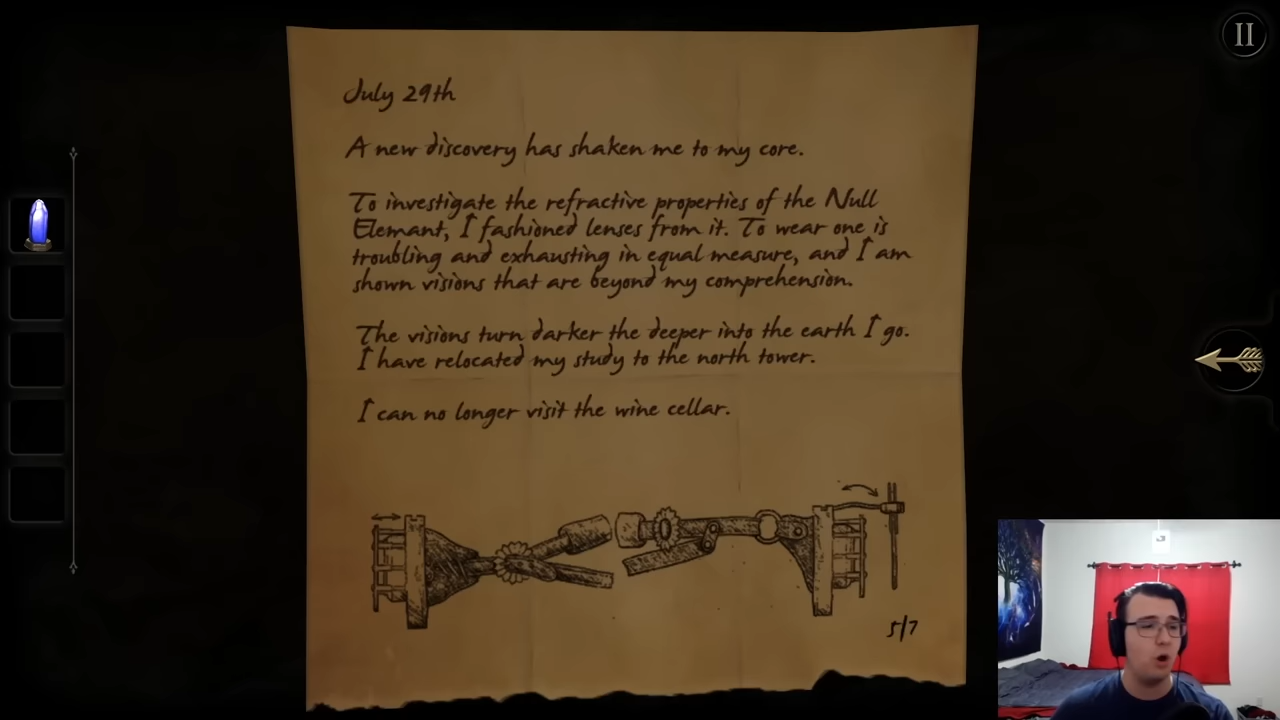 July 29th
A new discovery has shaken me to my core.
To investigate the refractive properties of the Null
Elemant, I fashioned lenses from it. To wear one is
troubling and exhausting in equal measure, and I am
shown visions that are beyond my comprehension.
The visions turn darker the deeper into the earth I go.
I have relocated my study to the north tower.
I can no longer visit the wine cellar.
5/7